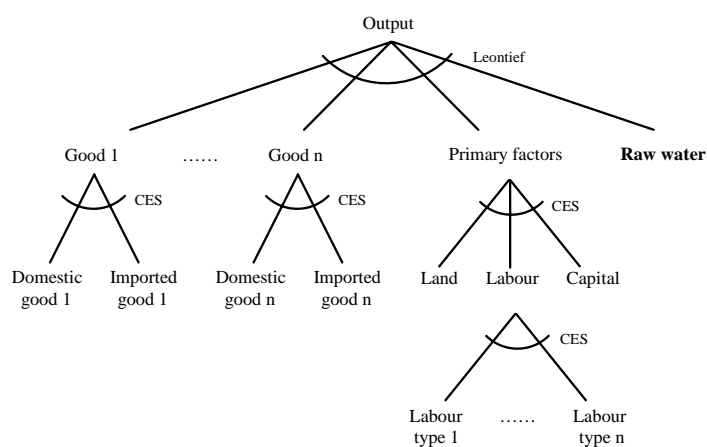 Output
Leontief
Good 1 …… Good n Primary factors Raw water
CES CES CES
Domestic Imported Domestic Imported Land Labour Capital
good 1 good 1 good n good n
CES
Labour …… Labour
type 1 type n